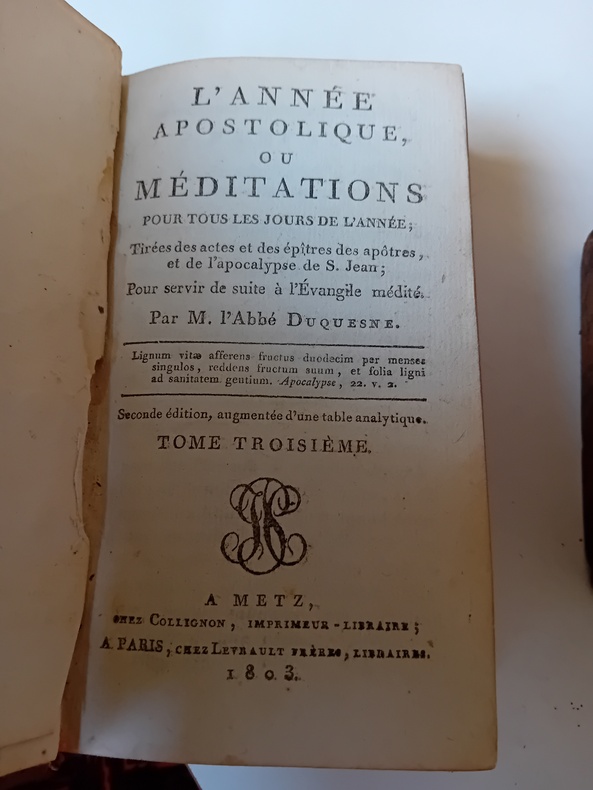 L'ANNÉE
APOSTOLIQUE,
OU
MÉDITATIONS
POUR TOUS LES JOURS DE L'ANNÉE;
Tirées des actes et des épîtres des apôtres,
et de l'apocalypse de S. Jean;
Pour servir de suite à l'Évangile médité.
Par M. l'Abbé DUQUESNE.
Lignum vitæ afferens fructus duodecim per menses
singulos, reddens fructum suum, et folia ligni
ad sanitatem gentium. Apocalypse, 22. v. 2.
Seconde édition, augmentée d'une table analytique.
TOME TROISIÈME.
A METZ,
CHEZ COLLIGNON, IMPRIMEUR-LIBRAIRE;
A PARIS, CHEZ LEVRAULT FRÈRES, LIBRAIRES.
1803.